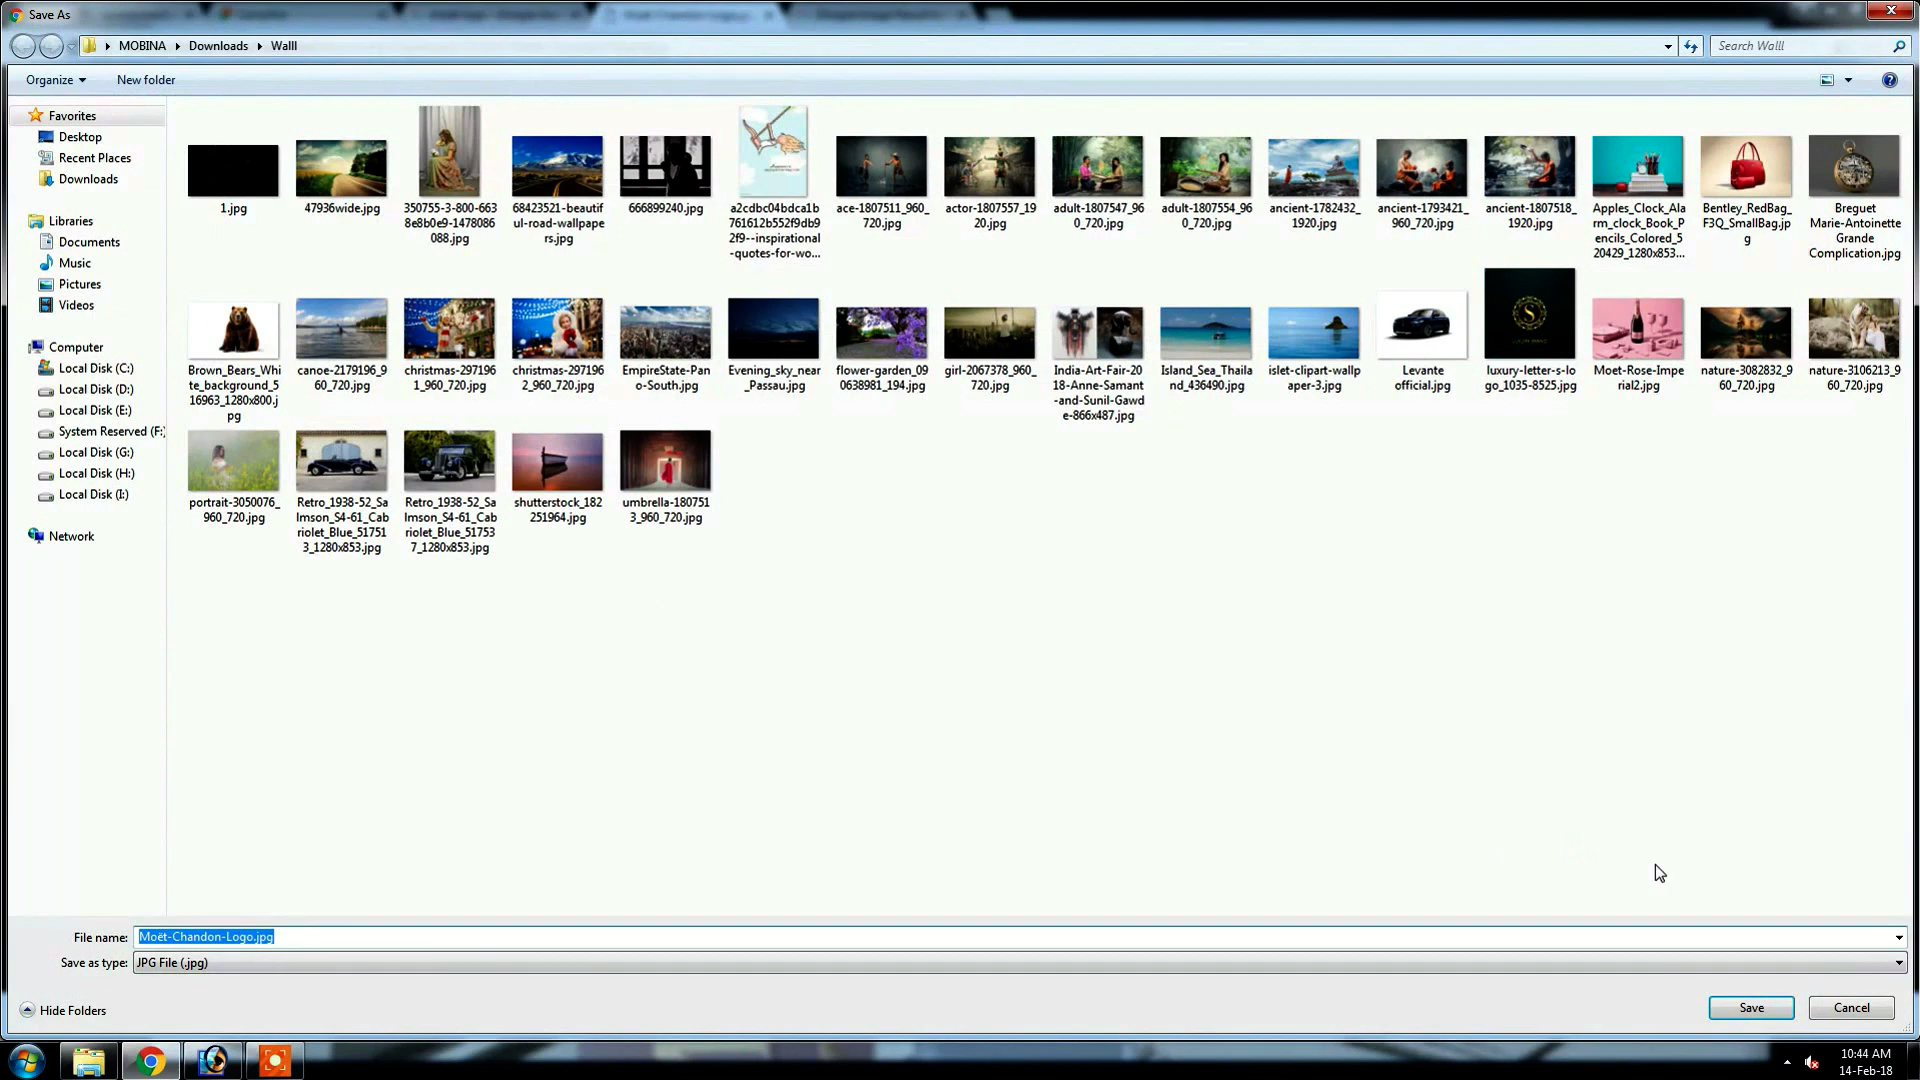 Save As
MOBINA Downloads Walll
Search Walll
Organize New folder
Favorites
Desktop
Recent Places
Downloads
Libraries
Documents
Music
Pictures
Videos
Computer
Local Disk (C:)
Local Disk (D:)
Local Disk (E:)
System Reserved (F:
Local Disk (G:)
Local Disk (H:)
Local Disk (I:)
Network
1.jpg
47936wide.jpg
350755-3-800-663
8e8b0e9-1478086
088.jpg
68423521-beautif
ul-road-wallpape
rs.jpg
666899240.jpg
a2cdbc04bdca1b
761612b552f9db9
2f9--inspirational
-quotes-for-wo...
ace-1807511_960_
720.jpg
actor-1807557_19
20.jpg
adult-1807547_96
0_720.jpg
adult-1807554_96
0_720.jpg
ancient-1782432_
1920.jpg
ancient-1793421_
960_720.jpg
ancient-1807518_
1920.jpg
Apples_Clock_Ala
rm_clock_Book_P
encils_Colored_5
20429_1280x853...
Bentley_RedBag_
F3Q_SmallBag.jp
g
Breguet
Marie-Antoinette
Grande
Complication.jpg
Brown_Bears_Whi
te_background_5
16963_1280x800.j
pg
canoe-2179196_9
60_720.jpg
christmas-297196
1_960_720.jpg
christmas-297196
2_960_720.jpg
EmpireState-Pan
o-South.jpg
Evening_sky_near
_Passau.jpg
flower-garden_09
0638981_194.jpg
girl-2067378_960_
720.jpg
India-Art-Fair-20
18-Anne-Samant
-and-Sunil-Gawd
e-866x487.jpg
Island_Sea_Thaila
nd_436490.jpg
islet-clipart-wallp
aper-3.jpg
Levante
official.jpg
luxury-letter-s-lo
go_1035-8525.jpg
Moet-Rose-Impe
rial2.jpg
nature-3082832_9
60_720.jpg
nature-3106213_9
60_720.jpg
portrait-3050076_
960_720.jpg
Retro_1938-52_Sa
lmson_S4-61_Cab
riolet_Blue_51751
3_1280x853.jpg
Retro_1938-52_Sa
lmson_S4-61_Cab
riolet_Blue_51753
7_1280x853.jpg
shutterstock_182
251964.jpg
umbrella-180751
3_960_720.jpg
File name: Moët-Chandon-Logo.jpg
Save as type: JPG File (.jpg)
Hide Folders
Save Cancel
10:44 AM
14-Feb-18